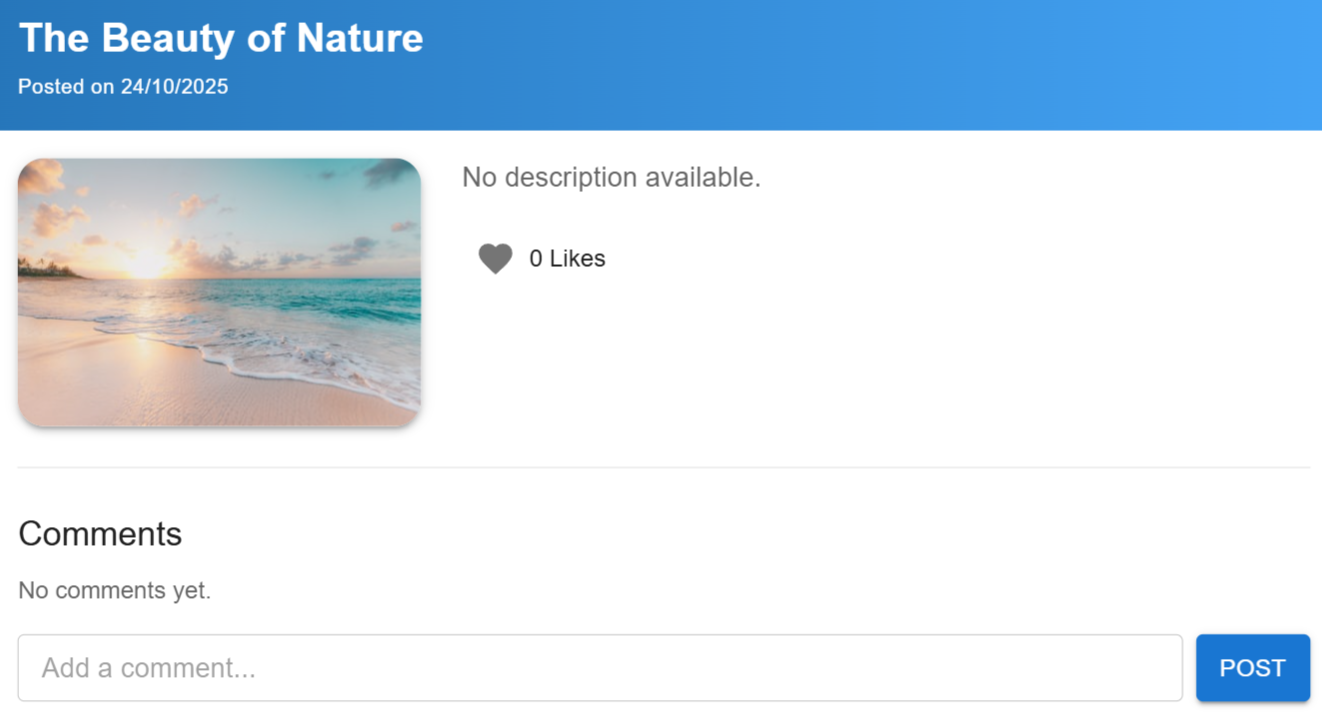 The Beauty of Nature
Posted on 24/10/2025
No description available.
0 Likes
Comments
No comments yet.
Add a comment...
POST